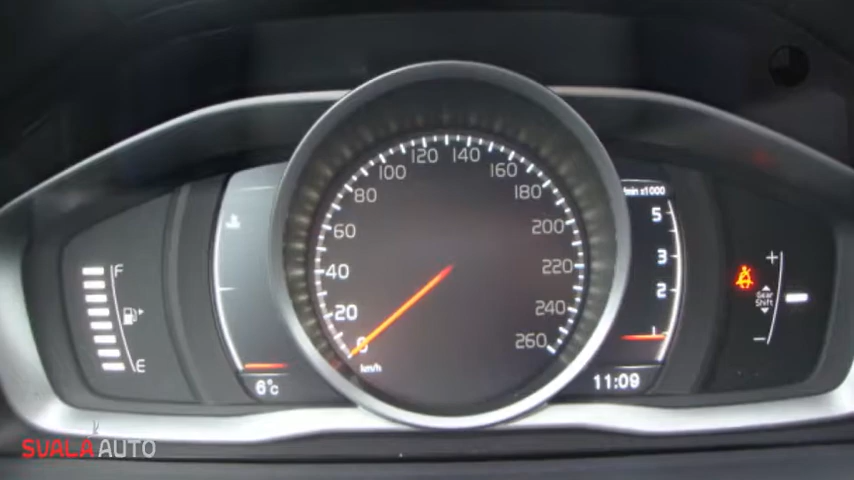 120 140
100 160
80 180
60 200
40 220
20 240
0 260
km/h
F
E
6°C
/min x1000
5
3
2
1
11:09
+
Gear
Shift
−
SVALA AUTO